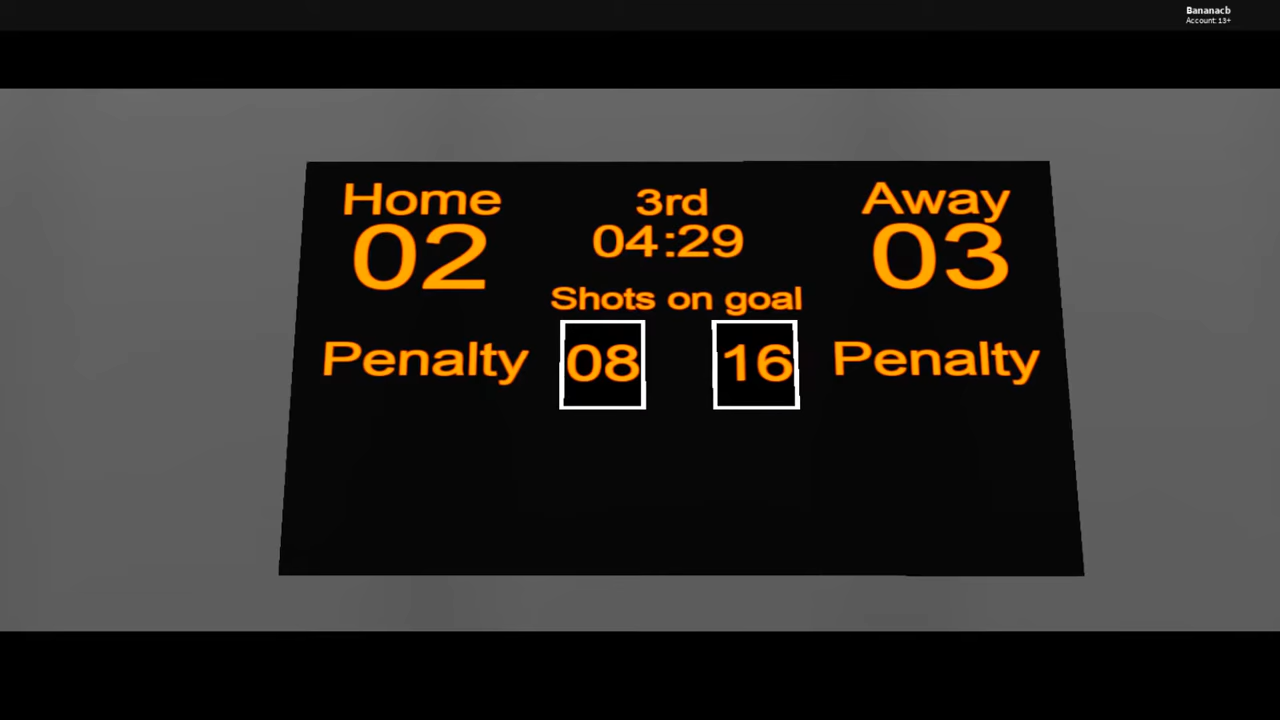 Bananacb
Account: 13+
Home 3rd Away
02 04:29 03
Shots on goal
Penalty 08 16 Penalty